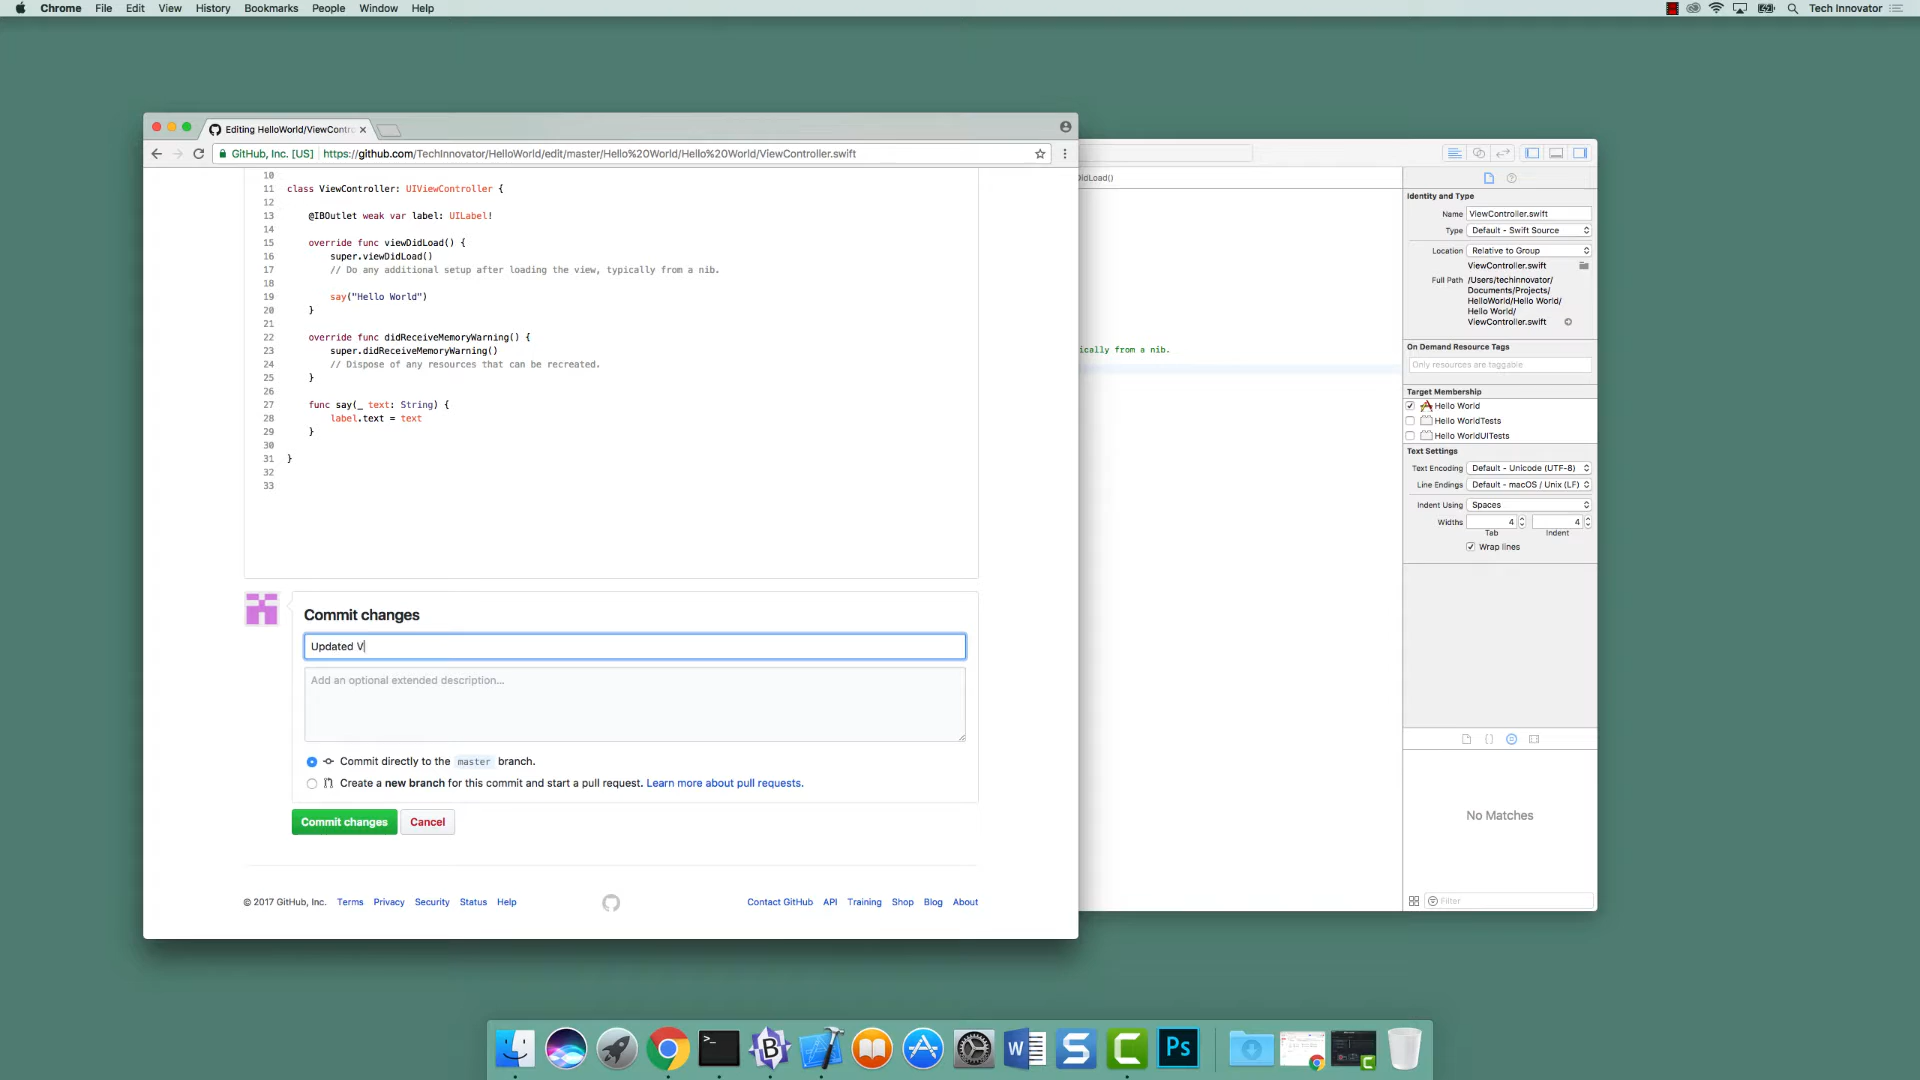 Chrome File Edit View History Bookmarks People Window Help
Tech Innovator
Editing HelloWorld/ViewContro
GitHub, Inc. [US] https://github.com/TechInnovator/HelloWorld/edit/master/Hello%20World/Hello%20World/ViewController.swift
10
11 class ViewController: UIViewController {
12
13 @IBOutlet weak var label: UILabel!
14
15 override func viewDidLoad() {
16 super.viewDidLoad()
17 // Do any additional setup after loading the view, typically from a nib.
18
19 say("Hello World")
20 }
21
22 override func didReceiveMemoryWarning() {
23 super.didReceiveMemoryWarning()
24 // Dispose of any resources that can be recreated.
25 }
26
27 func say(_ text: String) {
28 label.text = text
29 }
30
31 }
32
33
Commit changes
Updated V
Add an optional extended description...
Commit directly to the master branch.
Create a new branch for this commit and start a pull request. Learn more about pull requests.
Commit changes Cancel
© 2017 GitHub, Inc. Terms Privacy Security Status Help
Contact GitHub API Training Shop Blog About
DidLoad()
ically from a nib.
Identity and Type
Name ViewController.swift
Type Default - Swift Source
Location Relative to Group
ViewController.swift
Full Path /Users/techinnovator/
Documents/Projects/
HelloWorld/Hello World/
Hello World/
ViewController.swift
On Demand Resource Tags
Only resources are taggable
Target Membership
Hello World
Hello WorldTests
Hello WorldUITests
Text Settings
Text Encoding Default - Unicode (UTF-8)
Line Endings Default - macOS / Unix (LF)
Indent Using Spaces
Widths 4 4
Tab Indent
Wrap lines
{}
No Matches
Filter
>_
B
W
S
C
Ps